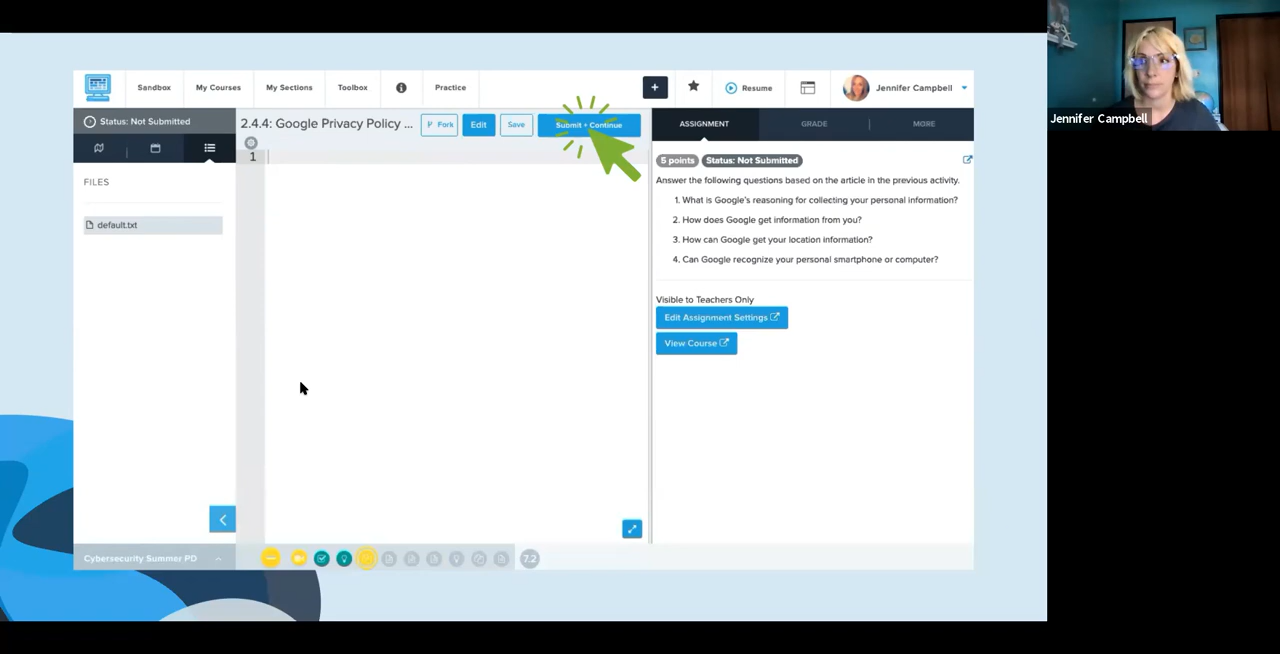 Sandbox
My Courses
My Sections
Toolbox
Practice
+
Resume
Jennifer Campbell
Jennifer Campbell
Status: Not Submitted
2.4.4: Google Privacy Policy ...
Fork
Edit
Save
Submit + Continue
ASSIGNMENT
GRADE
MORE
1
FILES
default.txt
5 points
Status: Not Submitted
Answer the following questions based on the article in the previous activity.
1. What is Google's reasoning for collecting your personal information?
2. How does Google get information from you?
3. How can Google get your location information?
4. Can Google recognize your personal smartphone or computer?
Visible to Teachers Only
Edit Assignment Settings
View Course
Cybersecurity Summer PD
7.2